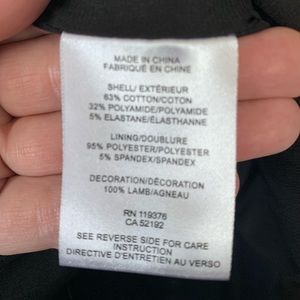 MADE IN CHINA
FABRIQUÉ EN CHINE
SHELL/ EXTÉRIEUR
63% COTTON/COTON
32% POLYAMIDE/POLYAMIDE
5% ELASTANE/ÉLASTHANNE
LINING/DOUBLURE
95% POLYESTER/POLYESTER
5% SPANDEX/SPANDEX
DECORATION/DÉCORATION
100% LAMB/AGNEAU
RN 119376
CA 52192
SEE REVERSE SIDE FOR CARE
INSTRUCTION
DIRECTIVE D'ENTRETIEN AU VERSO